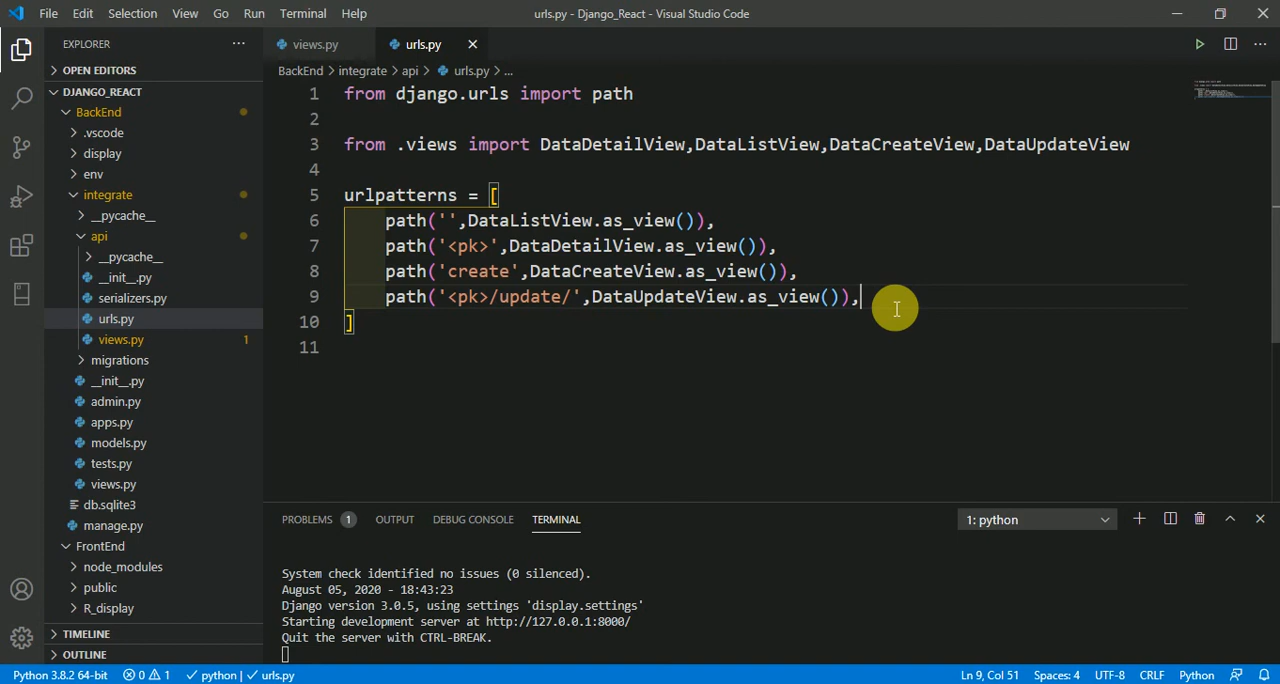 File Edit Selection View Go Run Terminal Help
urls.py - Django_React - Visual Studio Code
EXPLORER
OPEN EDITORS
DJANGO_REACT
BackEnd
.vscode
display
env
integrate
__pycache__
api
__pycache__
__init__.py
serializers.py
urls.py
views.py 1
migrations
__init__.py
admin.py
apps.py
models.py
tests.py
views.py
db.sqlite3
manage.py
FrontEnd
node_modules
public
R_display
TIMELINE
OUTLINE
views.py urls.py
BackEnd > integrate > api > urls.py > ...
1 from django.urls import path
2
3 from .views import DataDetailView,DataListView,DataCreateView,DataUpdateView
4
5 urlpatterns = [
6 path('',DataListView.as_view()),
7 path('<pk>',DataDetailView.as_view()),
8 path('create',DataCreateView.as_view()),
9 path('<pk>/update/',DataUpdateView.as_view()),
10 ]
11
PROBLEMS 1 OUTPUT DEBUG CONSOLE TERMINAL
1: python
System check identified no issues (0 silenced).
August 05, 2020 - 18:43:23
Django version 3.0.5, using settings 'display.settings'
Starting development server at http://127.0.0.1:8000/
Quit the server with CTRL-BREAK.
Python 3.8.2 64-bit 0 1 python | urls.py
Ln 9, Col 51 Spaces: 4 UTF-8 CRLF Python